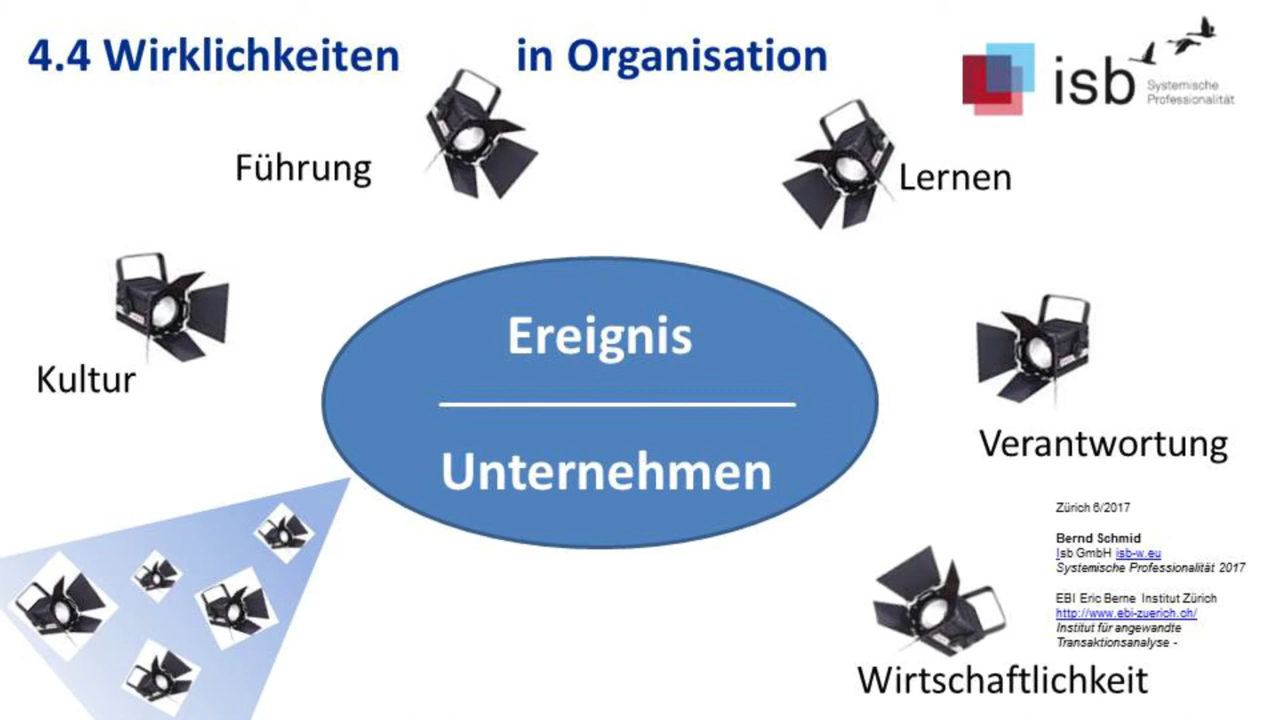 4.4 Wirklichkeiten in Organisation
isb
Systemische
Professionalität
Führung
Lernen
Kultur
Ereignis
Unternehmen
Verantwortung
Zürich 6/2017
Bernd Schmid
Isb GmbH isb-w.eu
Systemische Professionalität 2017
EBI Eric Berne Institut Zürich
http://www.ebi-zuerich.ch/
Institut für angewandte
Transaktionsanalyse -
Wirtschaftlichkeit